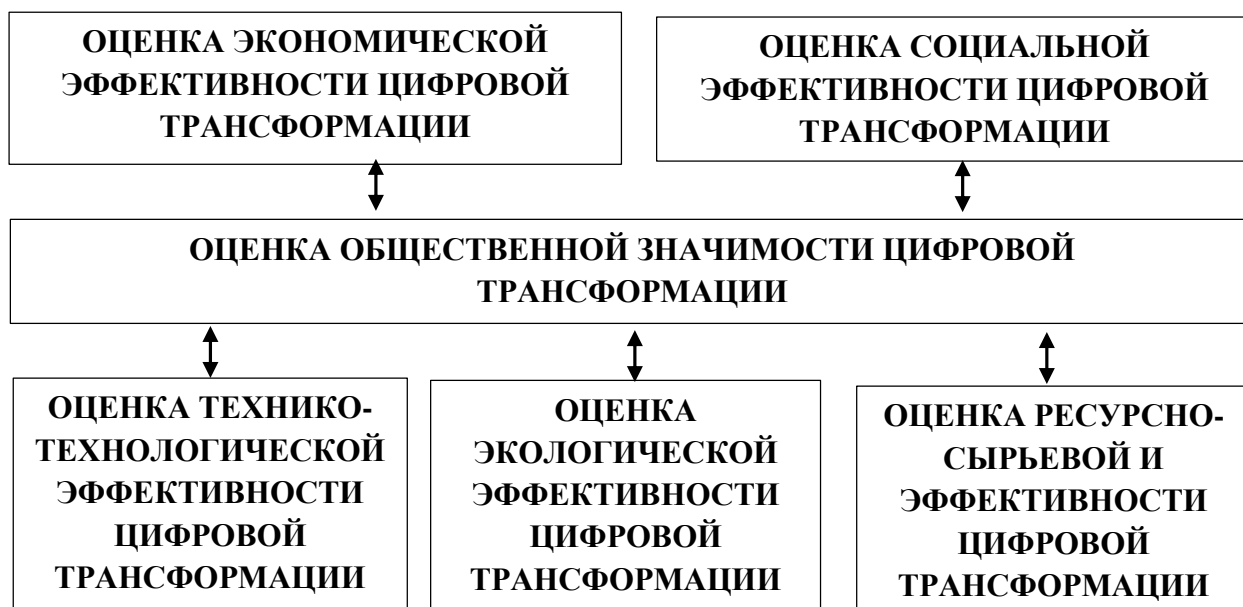 ОЦЕНКА ЭКОНОМИЧЕСКОЙ
ЭФФЕКТИВНОСТИ ЦИФРОВОЙ
ТРАНСФОРМАЦИИ
ОЦЕНКА СОЦИАЛЬНОЙ
ЭФФЕКТИВНОСТИ ЦИФРОВОЙ
ТРАНСФОРМАЦИИ
ОЦЕНКА ОБЩЕСТВЕННОЙ ЗНАЧИМОСТИ ЦИФРОВОЙ
ТРАНСФОРМАЦИИ
ОЦЕНКА ТЕХНИКО-
ТЕХНОЛОГИЧЕСКОЙ
ЭФФЕКТИВНОСТИ
ЦИФРОВОЙ
ТРАНСФОРМАЦИИ
ОЦЕНКА
ЭКОЛОГИЧЕСКОЙ
ЭФФЕКТИВНОСТИ
ЦИФРОВОЙ
ТРАНСФОРМАЦИИ
ОЦЕНКА РЕСУРСНО-
СЫРЬЕВОЙ И
ЭФФЕКТИВНОСТИ
ЦИФРОВОЙ
ТРАНСФОРМАЦИИ